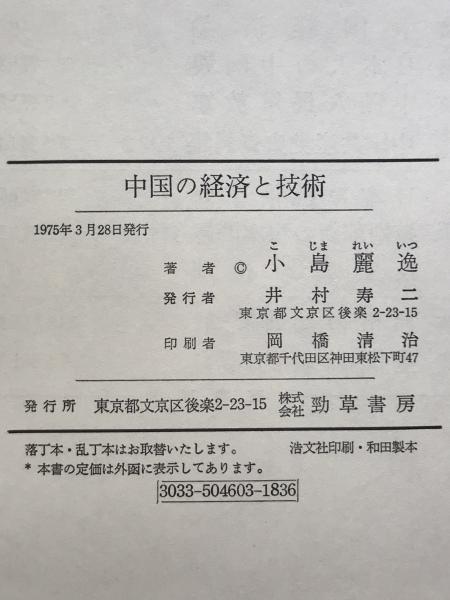 中国の経済と技術
1975年3月28日発行
こ じま れい いつ
著者 © 小島麗逸
発行者 井村寿二
東京都文京区後楽 2-23-15
印刷者 岡橋清治
東京都千代田区神田東松下町47
発行所 東京都文京区後楽2-23-15 株式会社 勁草書房
落丁本・乱丁本はお取替いたします。 浩文社印刷・和田製本
* 本書の定価は外函に表示してあります。
3033-504603-1836